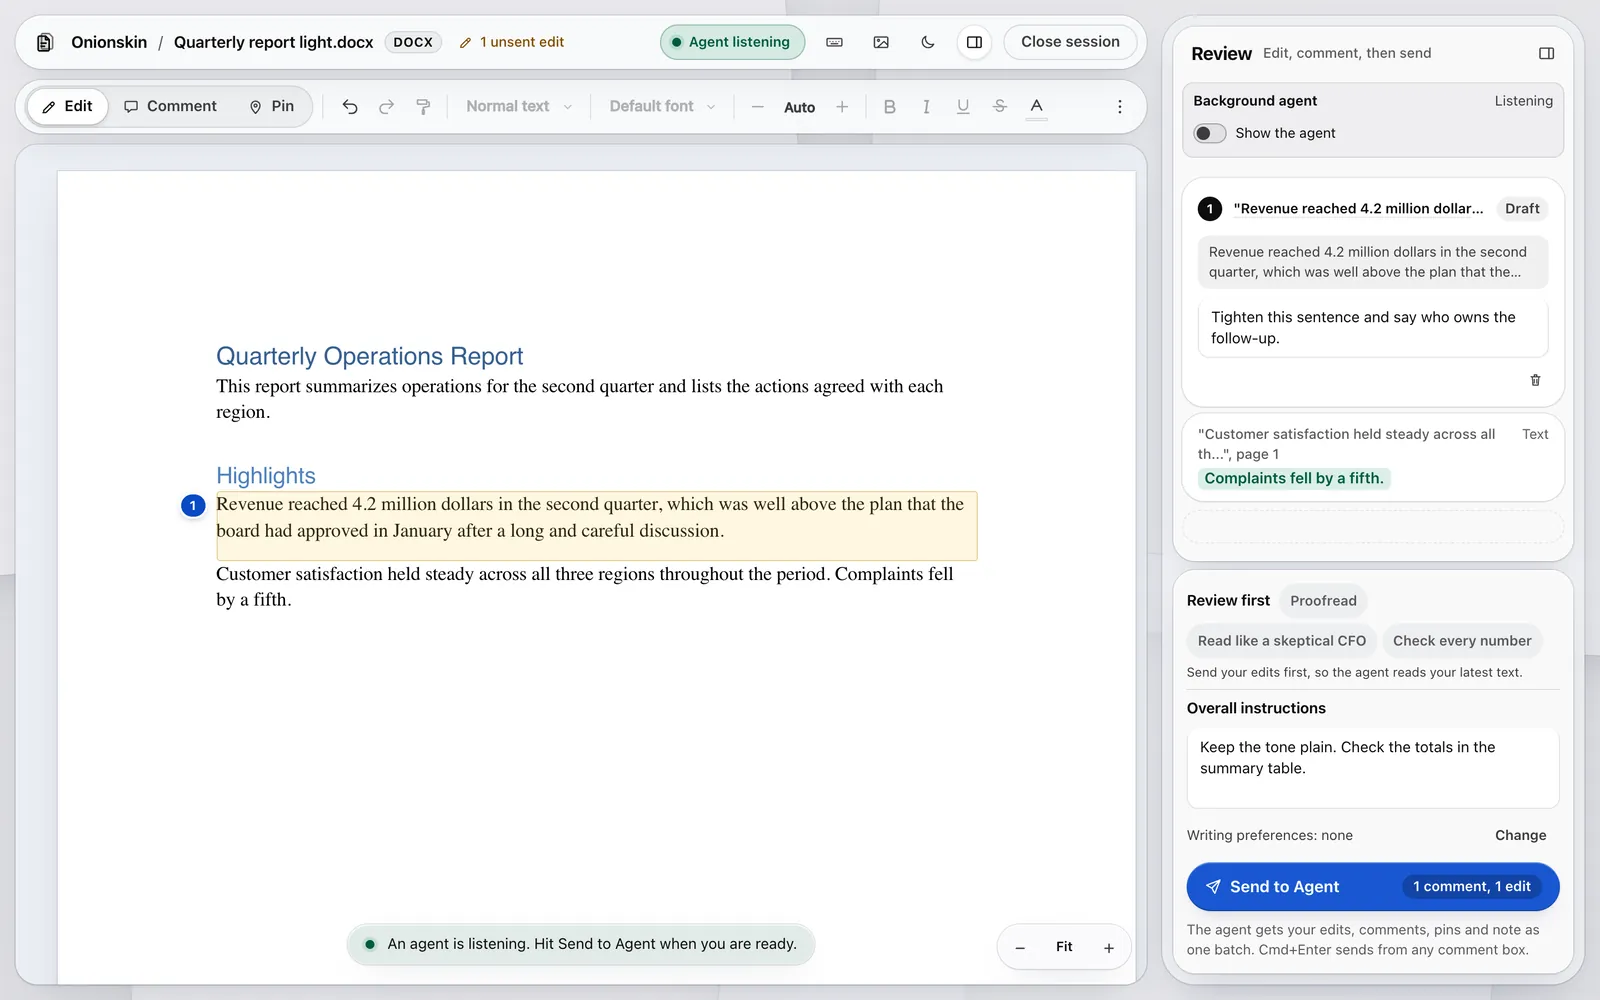 Onionskin / Quarterly report light.docx DOCX 1 unsent edit
Agent listening Close session
Edit Comment Pin Normal text Default font — Auto + B I U S A
Quarterly Operations Report
This report summarizes operations for the second quarter and lists the actions agreed with each
region.
Highlights
1 Revenue reached 4.2 million dollars in the second quarter, which was well above the plan that the
board had approved in January after a long and careful discussion.
Customer satisfaction held steady across all three regions throughout the period. Complaints fell
by a fifth.
An agent is listening. Hit Send to Agent when you are ready.
− Fit +
Review Edit, comment, then send
Background agent Listening
Show the agent
1 "Revenue reached 4.2 million dollar... Draft
Revenue reached 4.2 million dollars in the second
quarter, which was well above the plan that the...
Tighten this sentence and say who owns the
follow-up.
"Customer satisfaction held steady across all Text
th...", page 1
Complaints fell by a fifth.
Review first Proofread
Read like a skeptical CFO Check every number
Send your edits first, so the agent reads your latest text.
Overall instructions
Keep the tone plain. Check the totals in the
summary table.
Writing preferences: none Change
Send to Agent 1 comment, 1 edit
The agent gets your edits, comments, pins and note as
one batch. Cmd+Enter sends from any comment box.